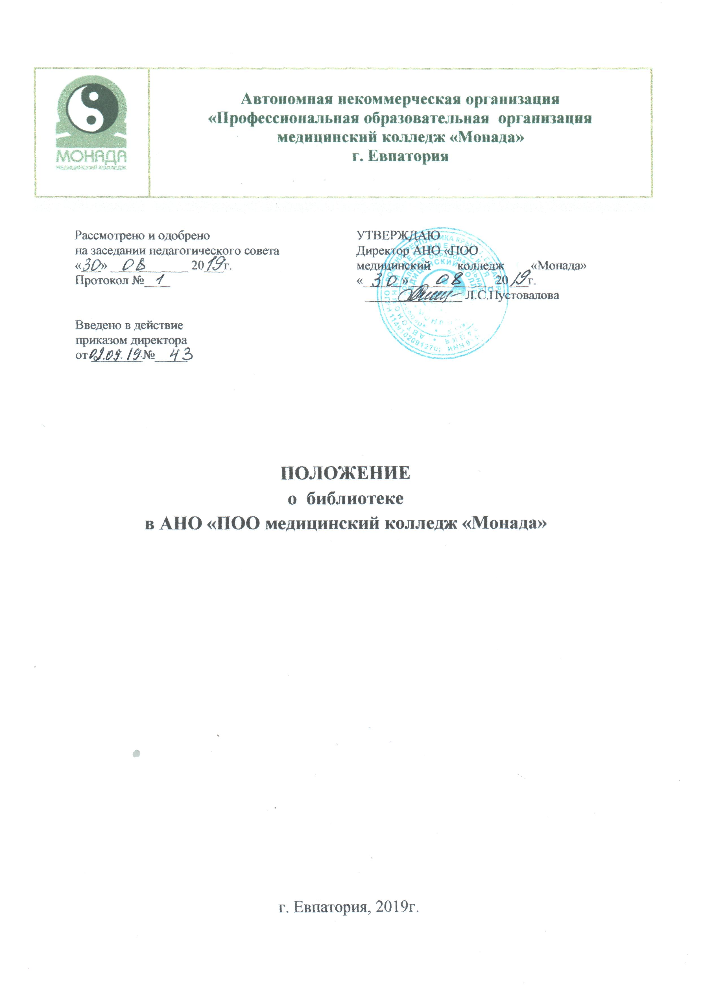 МОНАДА
МЕДИЦИНСКИЙ КОЛЛЕДЖ
Автономная некоммерческая организация
«Профессиональная образовательная организация
медицинский колледж «Монада»
г. Евпатория
Рассмотрено и одобрено
на заседании педагогического совета
«30» 08 2019г.
Протокол № 1
УТВЕРЖДАЮ
Директор АНО «ПОО
медицинский колледж «Монада»
«30» 08 2019г.
Л.С.Пустовалова
Введено в действие
приказом директора
от 02.09.19. № 43
ПОЛОЖЕНИЕ
о библиотеке
в АНО «ПОО медицинский колледж «Монада»
г. Евпатория, 2019г.